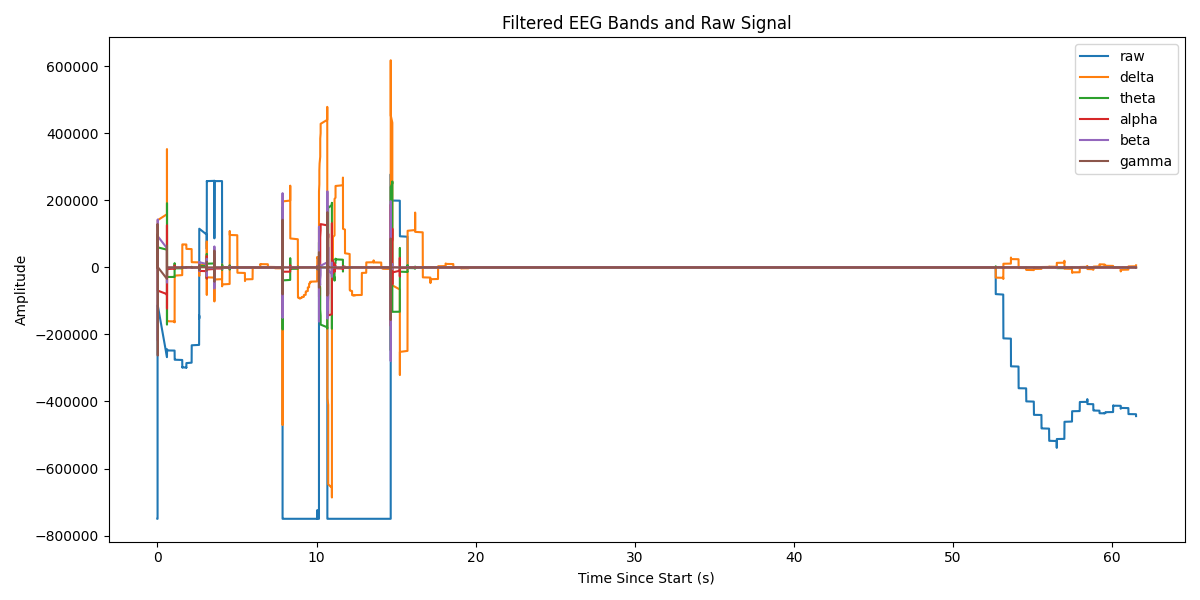 Filtered EEG Bands and Raw Signal
raw
delta
theta
alpha
beta
gamma
600000
400000
200000
0
−200000
−400000
−600000
−800000
Amplitude
0 10 20 30 40 50 60
Time Since Start (s)